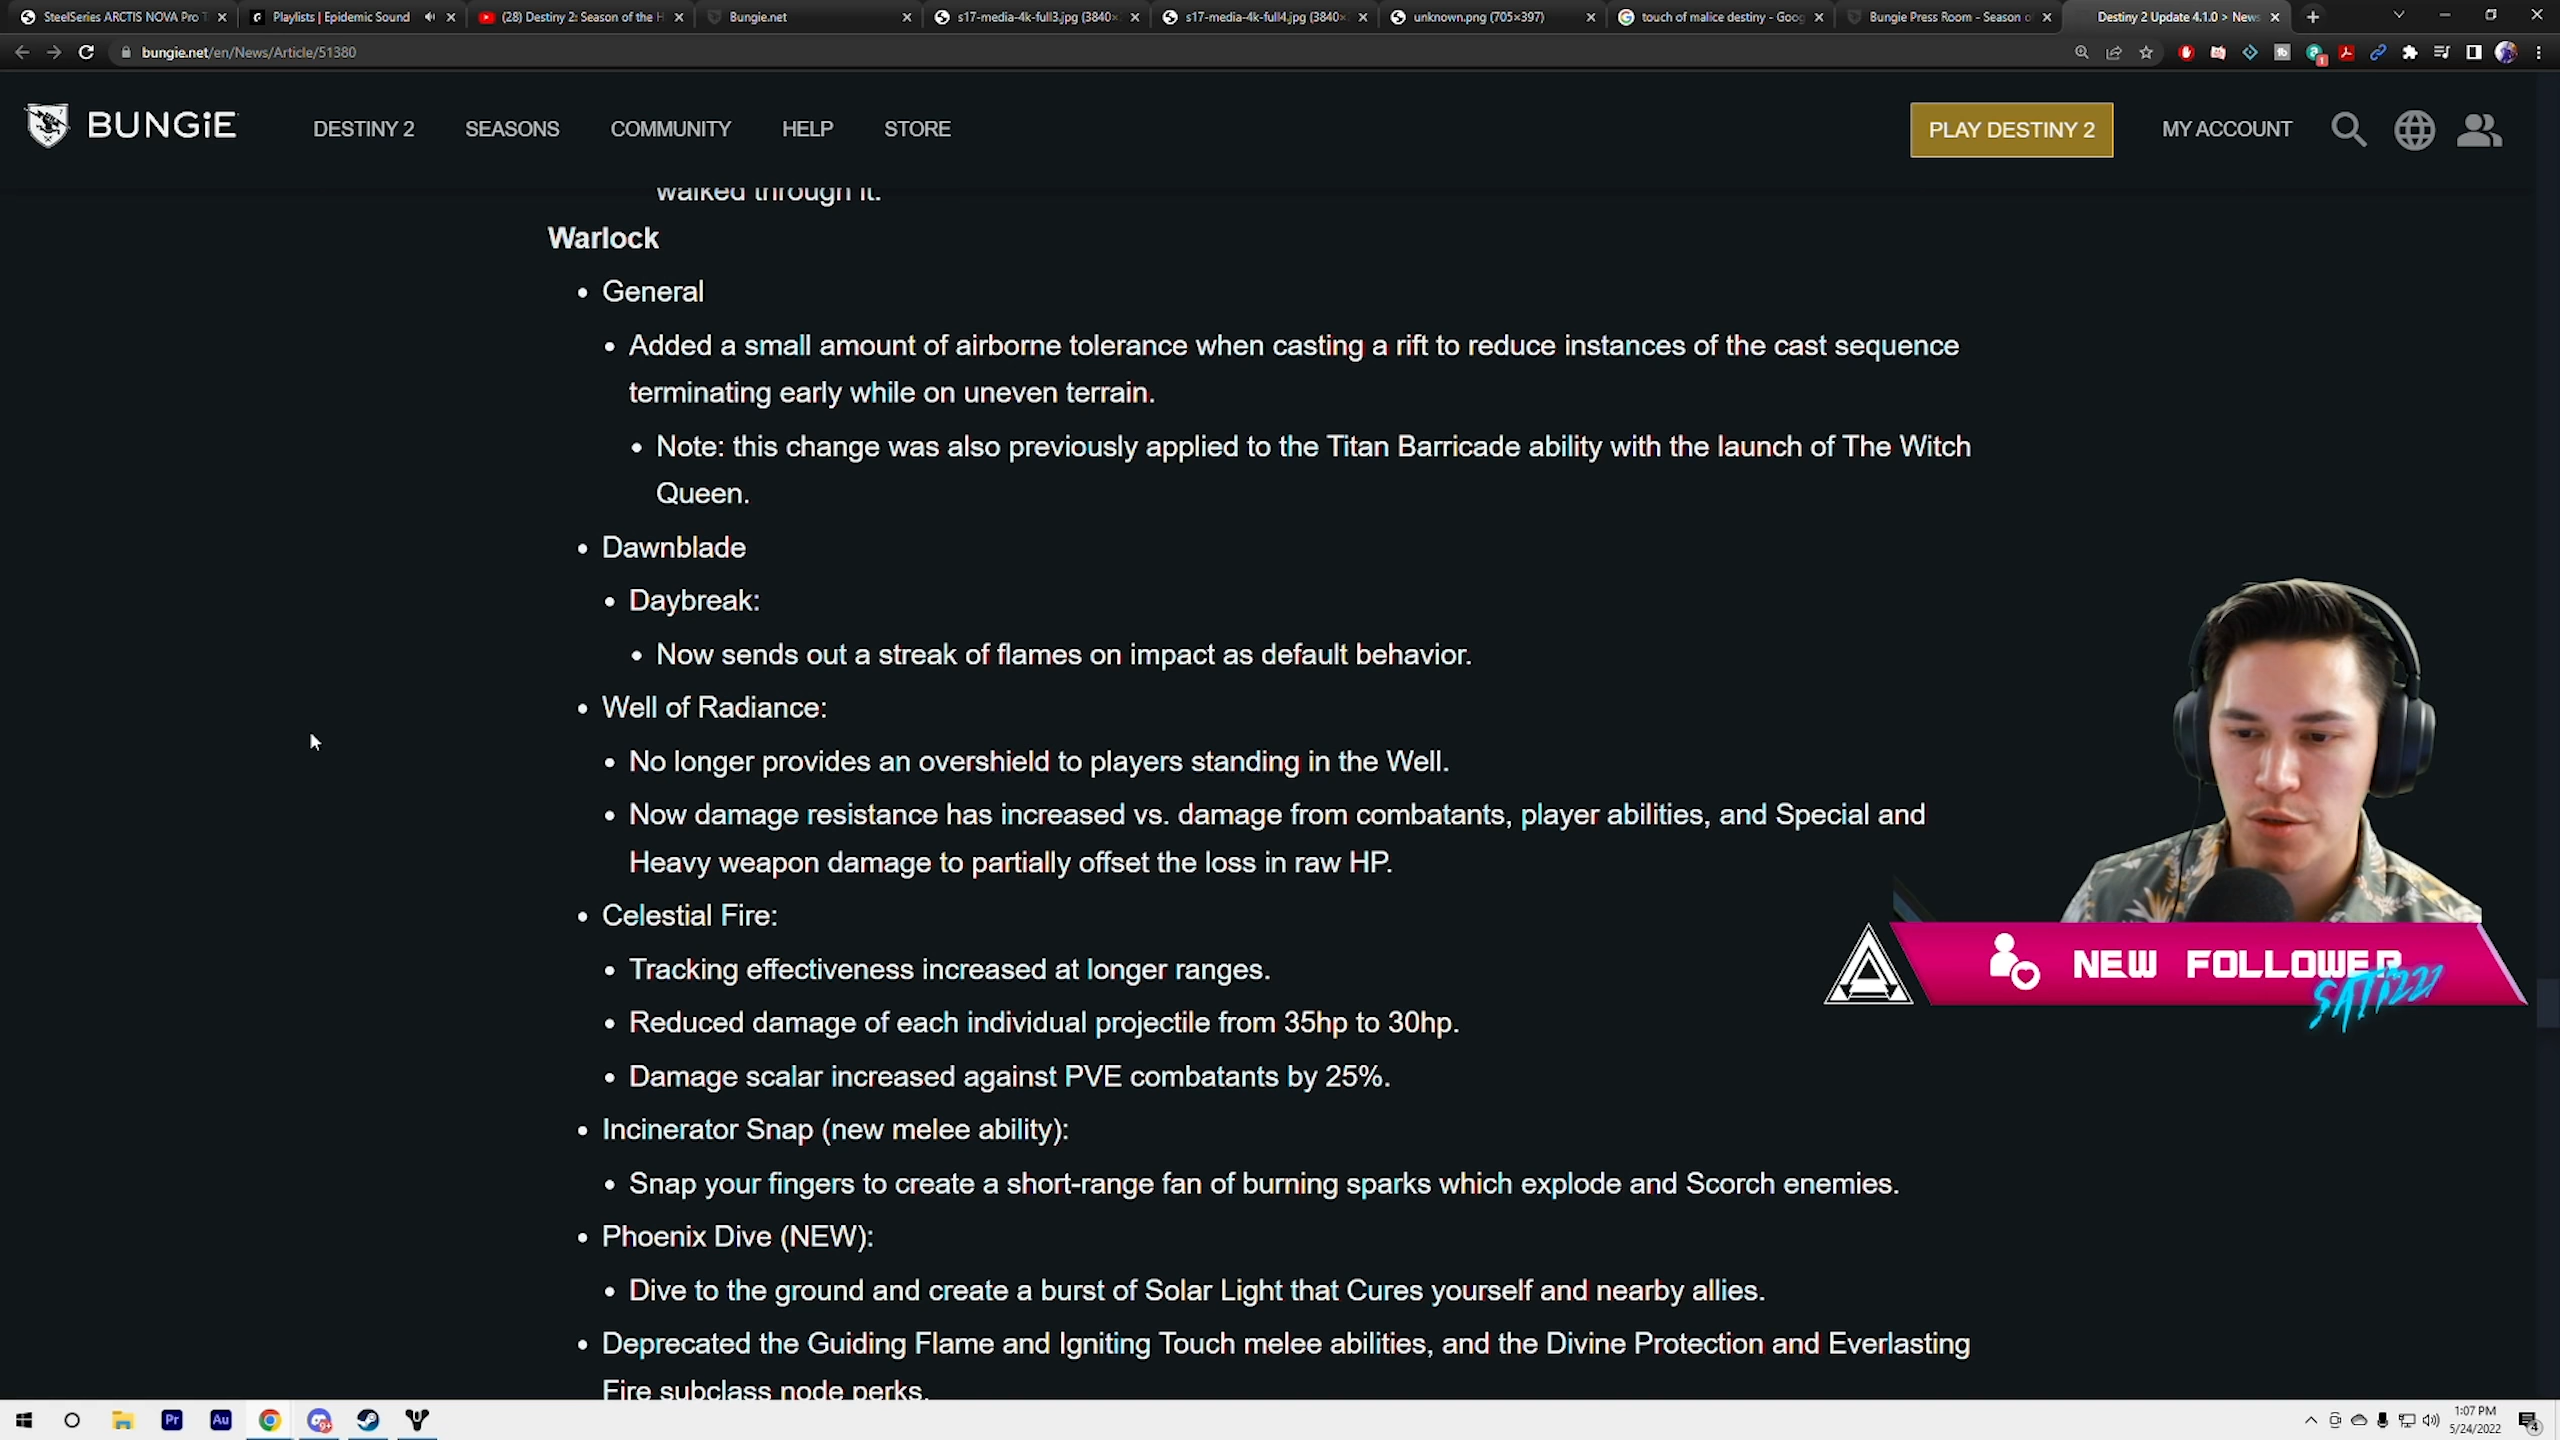 SteelSeries ARCTIS NOVA Pro T
Playlists | Epidemic Sound
(28) Destiny 2: Season of the H
Bungie.net
s17-media-4k-full3.jpg (3840×
s17-media-4k-full4.jpg (3840×
unknown.png (705×397)
touch of malice destiny - Goog
Bungie Press Room - Season o
Destiny 2 Update 4.1.0 > News
bungie.net/en/News/Article/51380
BUNGiE
DESTINY 2
SEASONS
COMMUNITY
HELP
STORE
PLAY DESTINY 2
MY ACCOUNT
walked through it.
Warlock
• General
• Added a small amount of airborne tolerance when casting a rift to reduce instances of the cast sequence
terminating early while on uneven terrain.
• Note: this change was also previously applied to the Titan Barricade ability with the launch of The Witch
Queen.
• Dawnblade
• Daybreak:
• Now sends out a streak of flames on impact as default behavior.
• Well of Radiance:
• No longer provides an overshield to players standing in the Well.
• Now damage resistance has increased vs. damage from combatants, player abilities, and Special and
Heavy weapon damage to partially offset the loss in raw HP.
• Celestial Fire:
• Tracking effectiveness increased at longer ranges.
• Reduced damage of each individual projectile from 35hp to 30hp.
• Damage scalar increased against PVE combatants by 25%.
• Incinerator Snap (new melee ability):
• Snap your fingers to create a short-range fan of burning sparks which explode and Scorch enemies.
• Phoenix Dive (NEW):
• Dive to the ground and create a burst of Solar Light that Cures yourself and nearby allies.
• Deprecated the Guiding Flame and Igniting Touch melee abilities, and the Divine Protection and Everlasting
Fire subclass node perks.
NEW FOLLOWER
Pr
Au
1:07 PM
5/24/2022